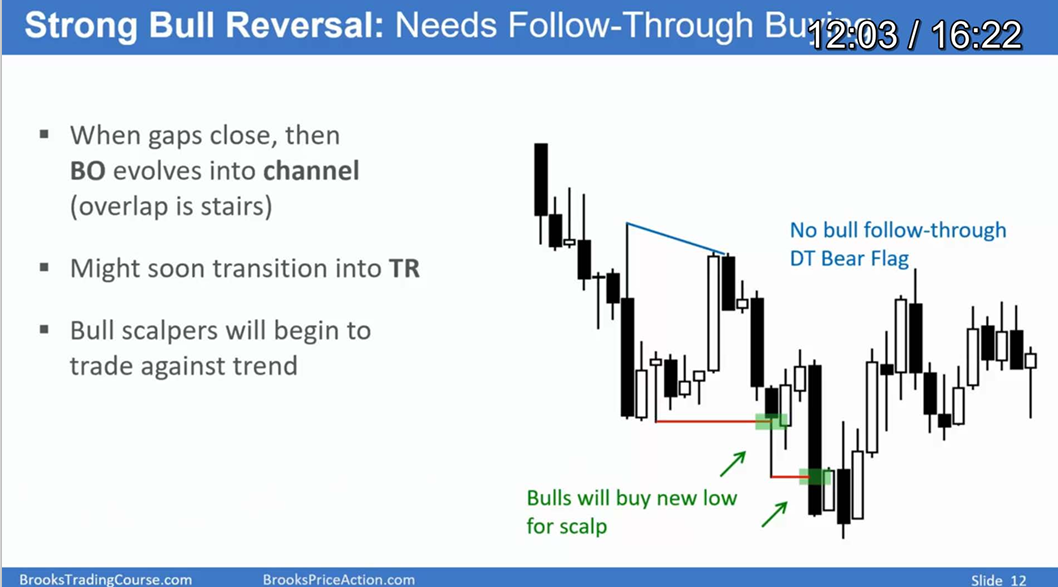 Strong Bull Reversal: Needs Follow-Through Buying
12:03 / 16:22
▪ When gaps close, then
BO evolves into channel
(overlap is stairs)
▪ Might soon transition into TR
▪ Bull scalpers will begin to
trade against trend
No bull follow-through
DT Bear Flag
Bulls will buy new low
for scalp
BrooksTradingCourse.com
BrooksPriceAction.com
Slide 12